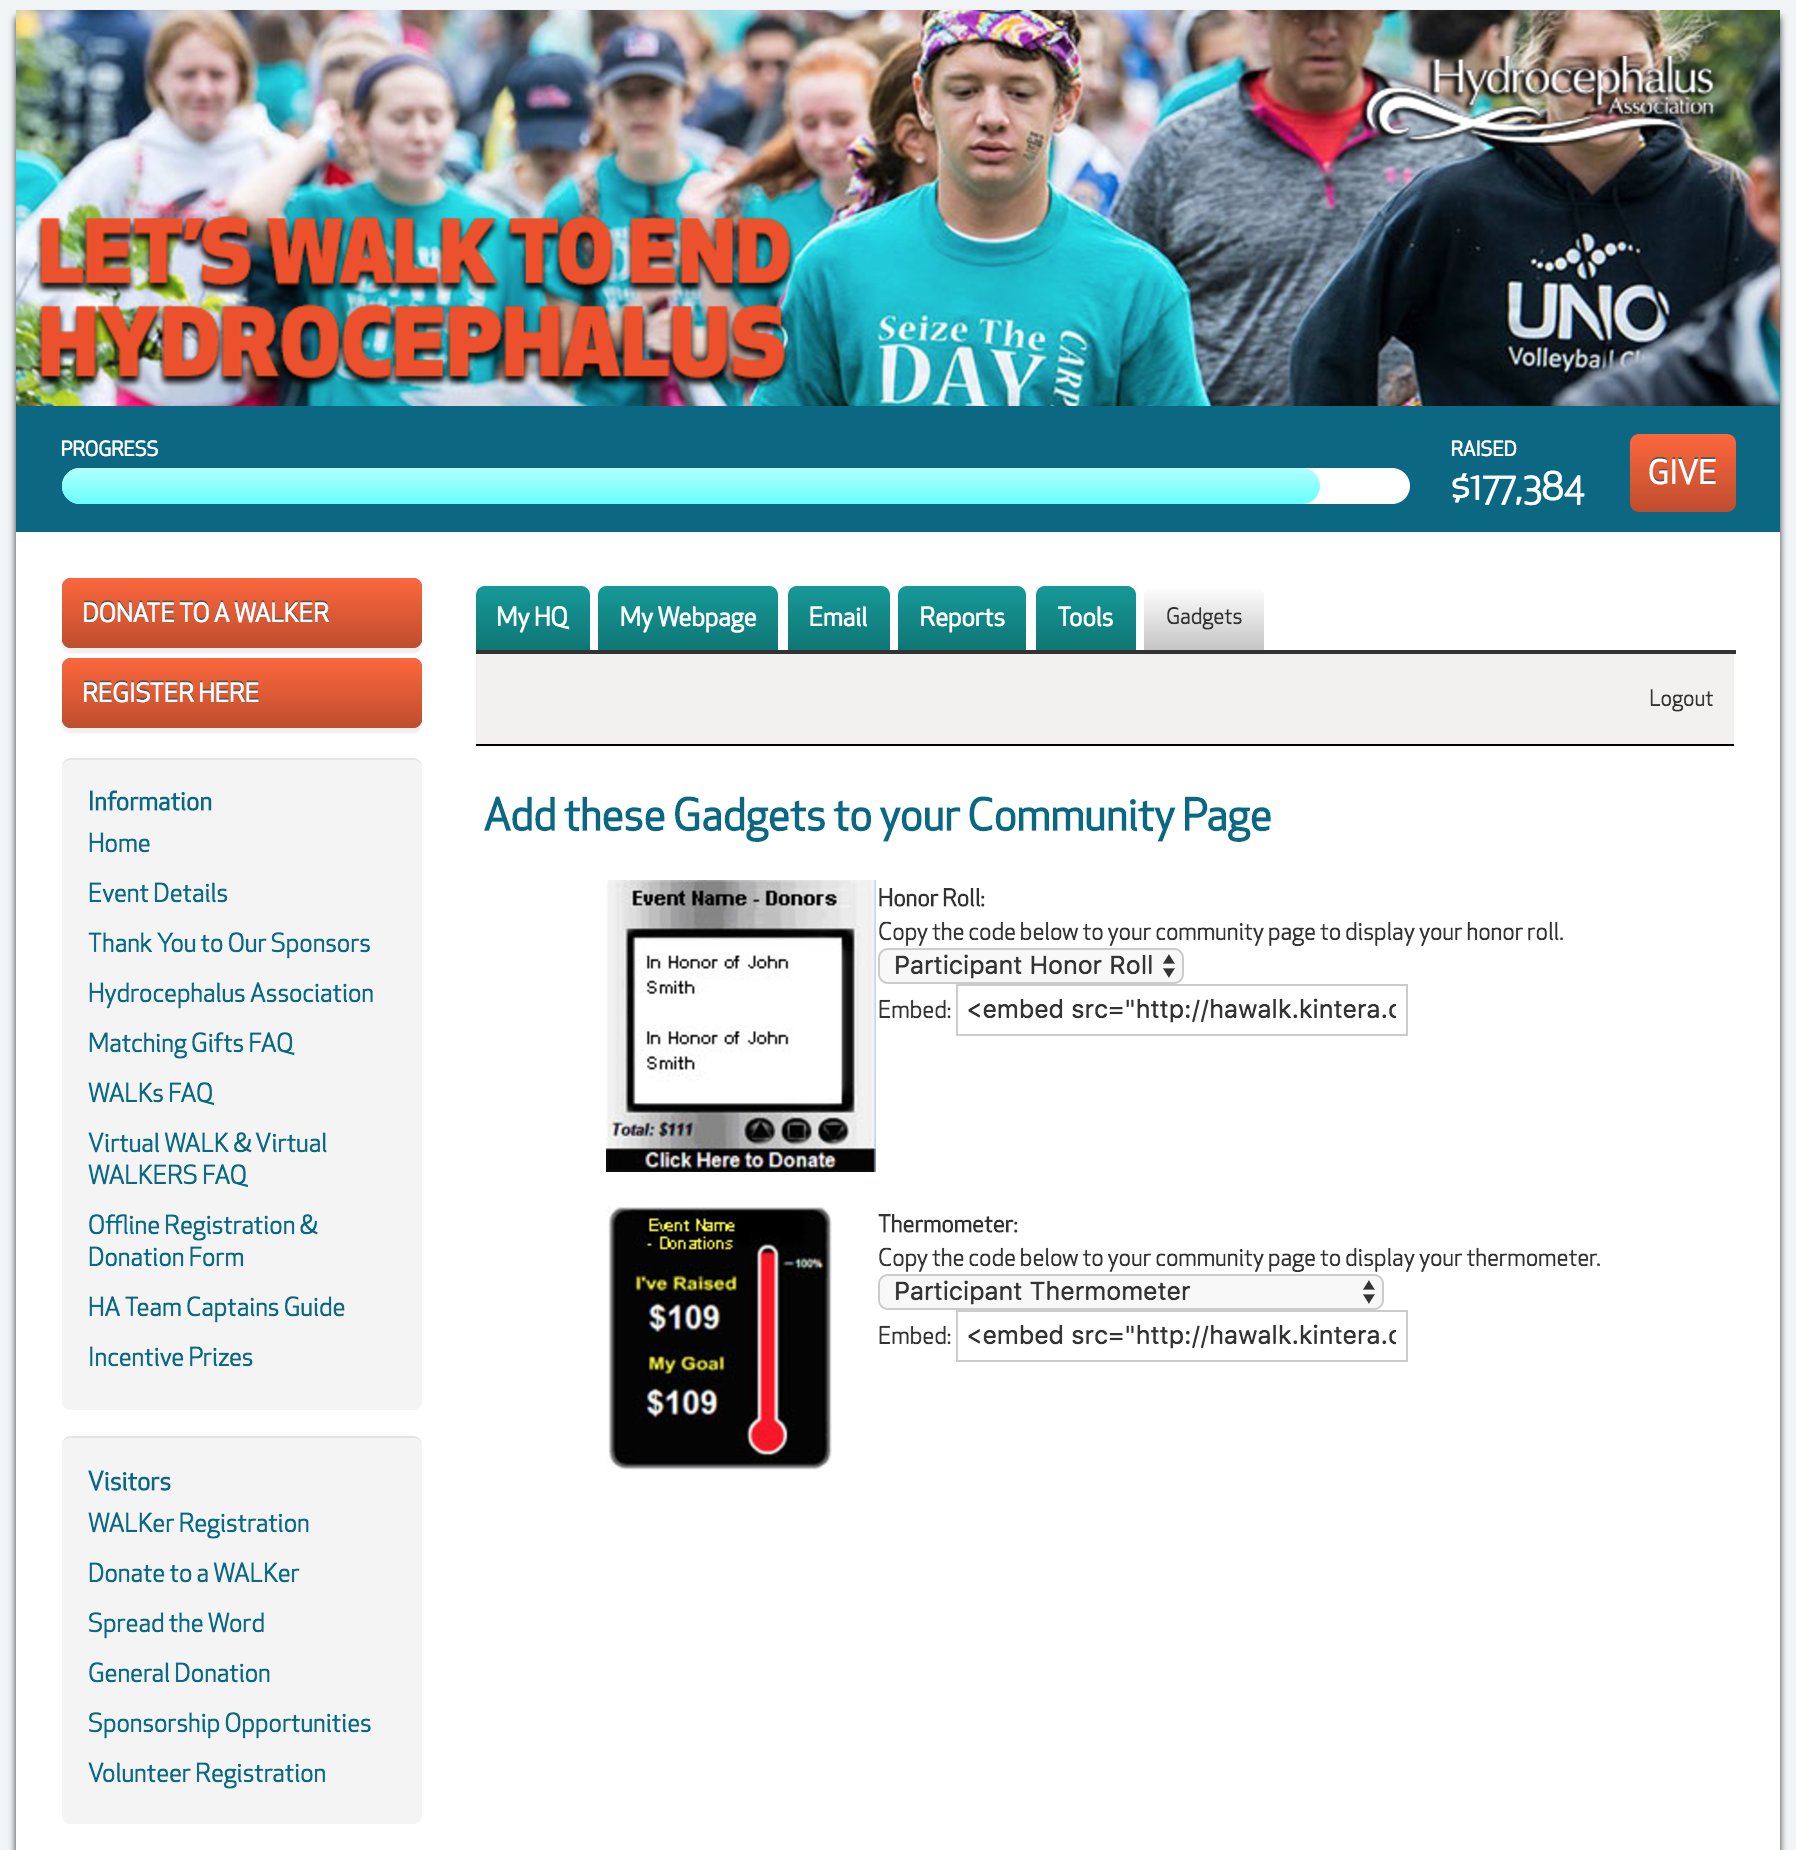 Hydrocephalus
Association
LET'S WALK TO END
HYDROCEPHALUS
Seize The
DAY
CARP
UNO
Volleyball
PROGRESS
RAISED
$177,384
GIVE
DONATE TO A WALKER
REGISTER HERE
My HQ
My Webpage
Email
Reports
Tools
Gadgets
Logout
Information
Home
Event Details
Thank You to Our Sponsors
Hydrocephalus Association
Matching Gifts FAQ
WALKs FAQ
Virtual WALK & Virtual
WALKERS FAQ
Offline Registration &
Donation Form
HA Team Captains Guide
Incentive Prizes
Visitors
WALKer Registration
Donate to a WALKer
Spread the Word
General Donation
Sponsorship Opportunities
Volunteer Registration
Add these Gadgets to your Community Page
Event Name - Donors
In Honor of John
Smith
In Honor of John
Smith
Total: $111
Click Here to Donate
Honor Roll:
Copy the code below to your community page to display your honor roll.
Participant Honor Roll
Embed: <embed src="http://hawalk.kintera.c
Event Name
- Donations
100%
I've Raised
$109
My Goal
$109
Thermometer:
Copy the code below to your community page to display your thermometer.
Participant Thermometer
Embed: <embed src="http://hawalk.kintera.c